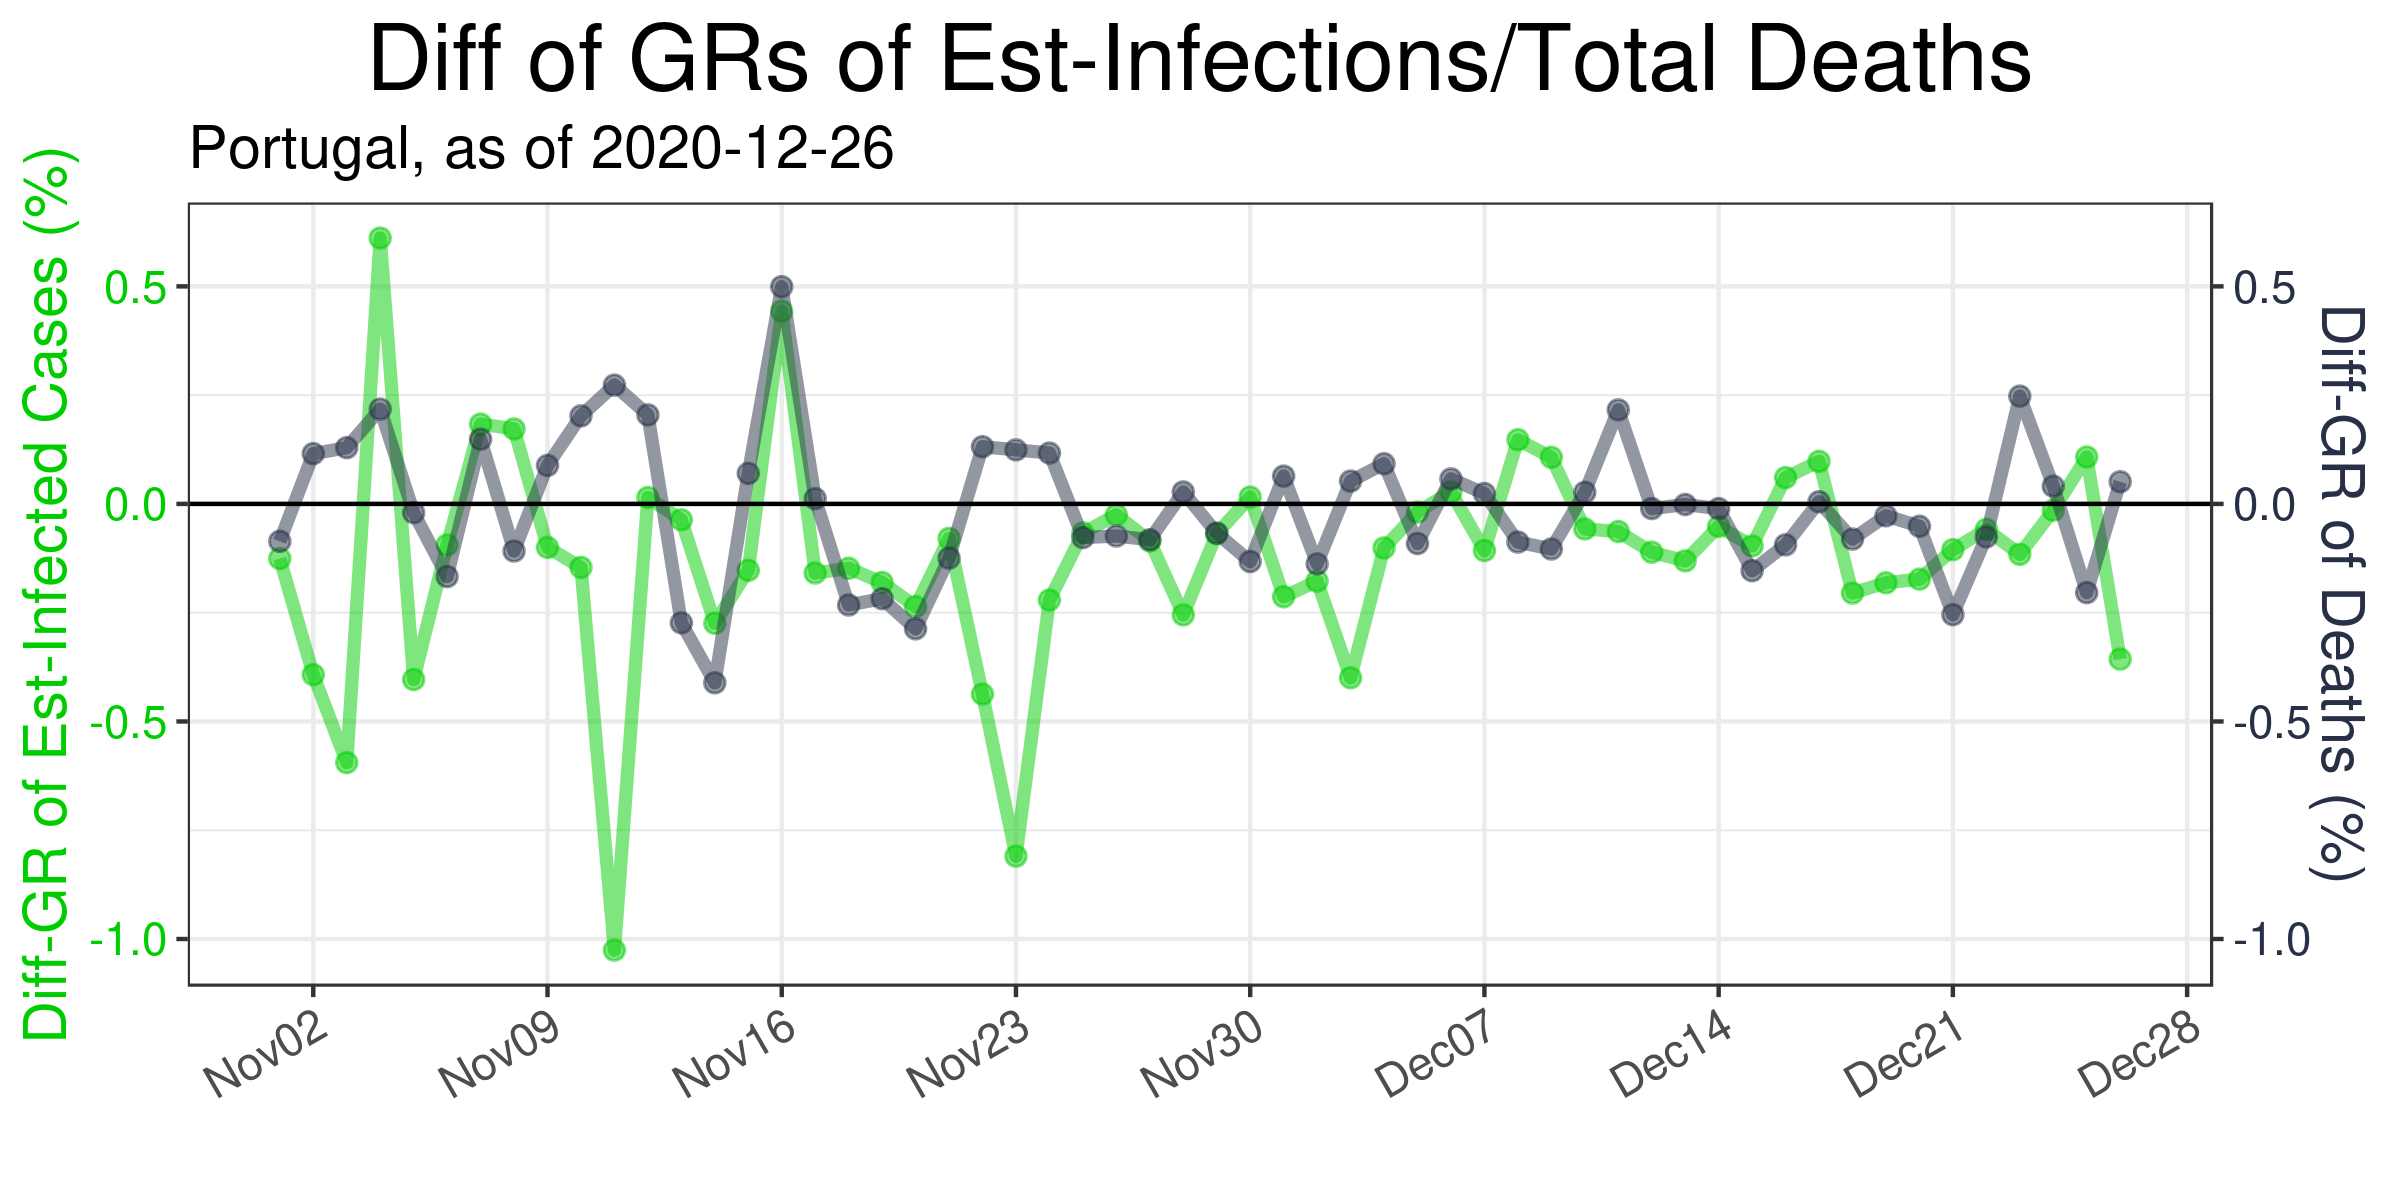 Diff of GRs of Est-Infections/Total Deaths
Portugal, as of 2020-12-26
Diff-GR of Est-Infected Cases (%)
0.5
0.0
-0.5
-1.0
0.5
0.0
-0.5
-1.0
Diff-GR of Deaths (%)
Nov02
Nov09
Nov16
Nov23
Nov30
Dec07
Dec14
Dec21
Dec28